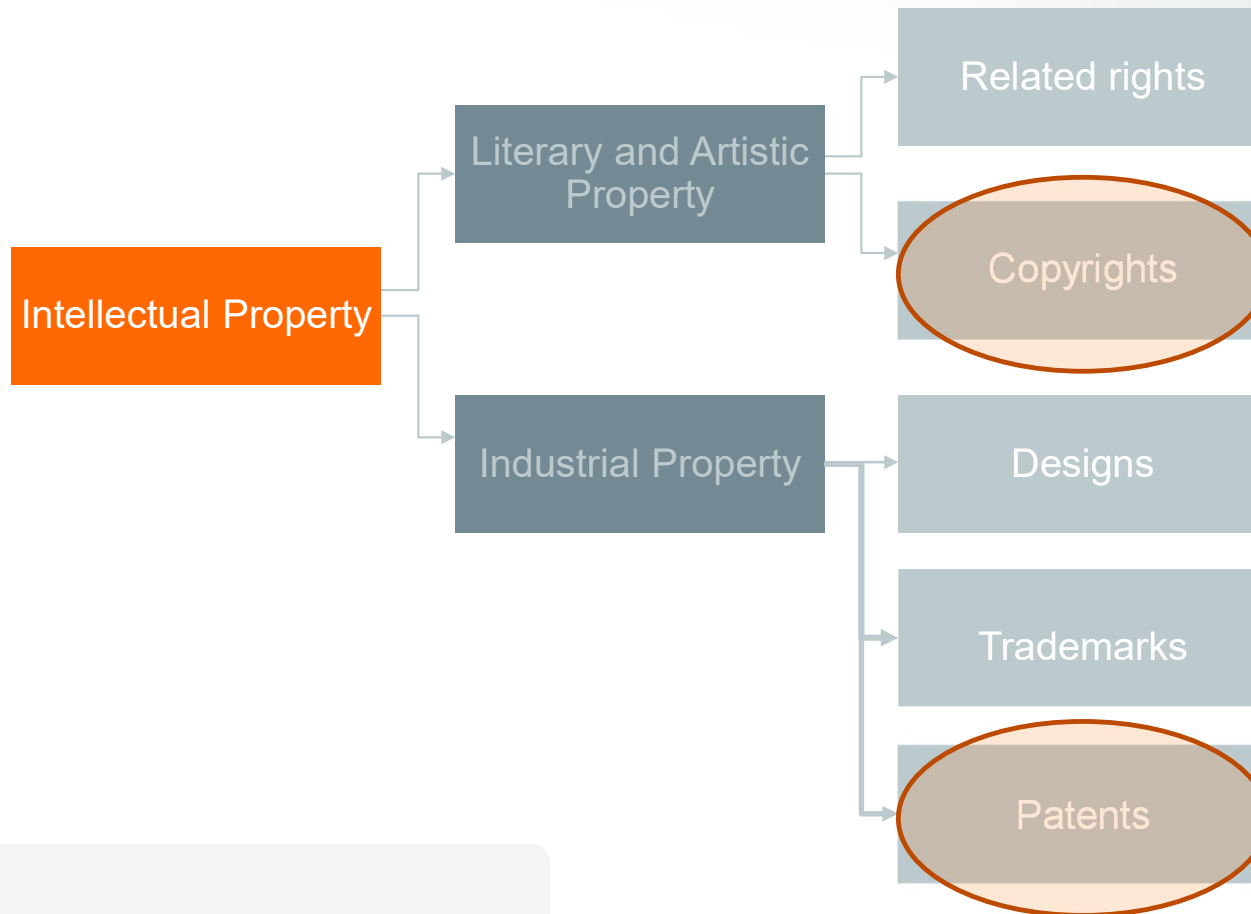 Related rights
Literary and Artistic
Property
Copyrights
Intellectual Property
Industrial Property
Designs
Trademarks
Patents